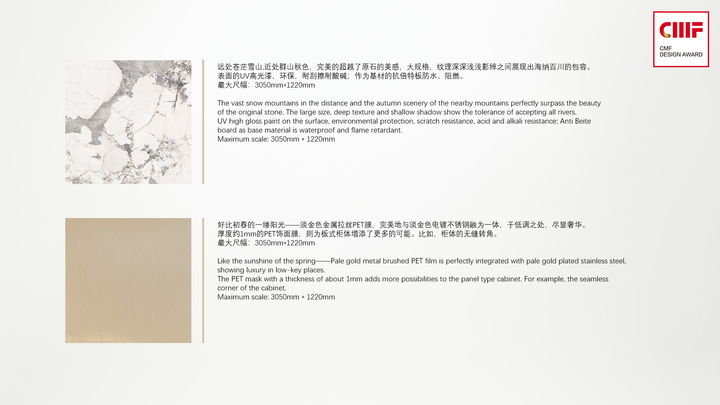 CMF
CMF
DESIGN AWARD
远处苍茫雪山,近处群山秋色，完美的超越了原石的美感，大规格，纹理深深浅浅影绰之间展现出海纳百川的包容。
表面的UV高光漆，环保，耐刮擦耐酸碱；作为基材的抗倍特板防水、阻燃。
最大尺幅：3050mm*1220mm
The vast snow mountains in the distance and the autumn scenery of the nearby mountains perfectly surpass the beauty
of the original stone. The large size, deep texture and shallow shadow show the tolerance of accepting all rivers.
UV high gloss paint on the surface, environmental protection, scratch resistance, acid and alkali resistance; Anti Beite
board as base material is waterproof and flame retardant.
Maximum scale: 3050mm * 1220mm
好比初春的一缕阳光——淡金色金属拉丝PET膜，完美地与淡金色电镀不锈钢融为一体，于低调之处，尽显奢华。
厚度约1mm的PET饰面膜，则为板式柜体增添了更多的可能。比如，柜体的无缝转角。
最大尺幅：3050mm*1220mm
Like the sunshine of the spring——Pale gold metal brushed PET film is perfectly integrated with pale gold plated stainless steel,
showing luxury in low-key places.
The PET mask with a thickness of about 1mm adds more possibilities to the panel type cabinet. For example, the seamless
corner of the cabinet.
Maximum scale: 3050mm * 1220mm